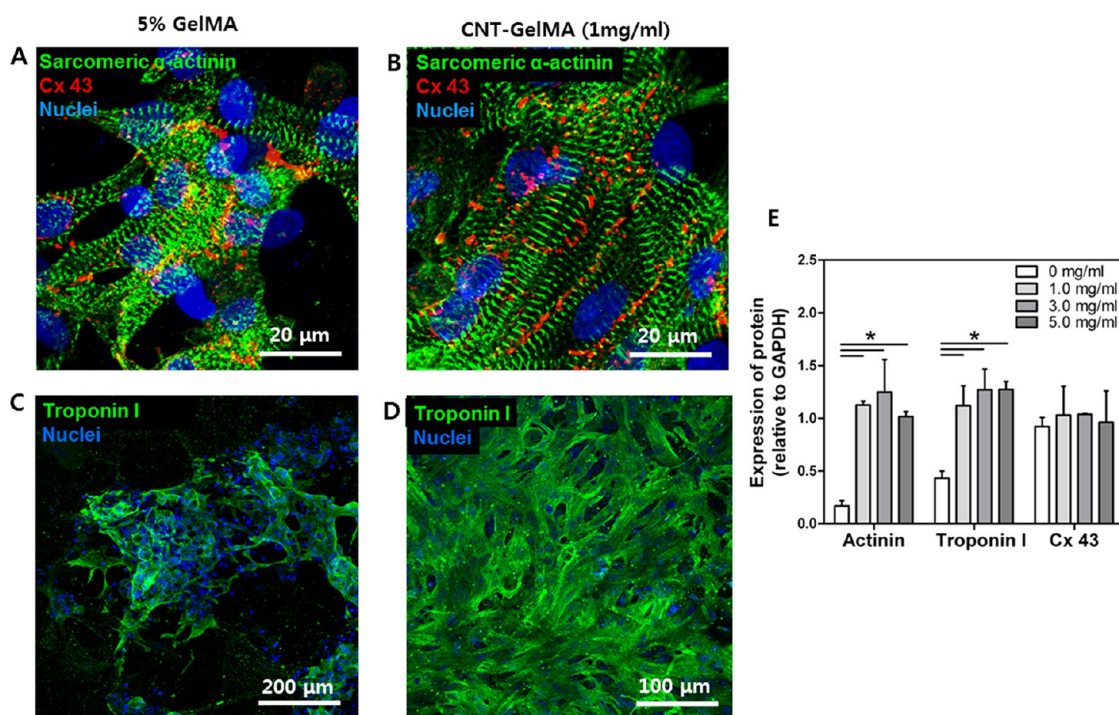 5% GelMA
CNT-GelMA (1mg/ml)
A
Sarcomeric α-actinin
Cx 43
Nuclei
20 μm
B
Sarcomeric α-actinin
Cx 43
Nuclei
20 μm
C
Troponin I
Nuclei
200 μm
D
Troponin I
Nuclei
100 μm
E
Expression of protein
(relative to GAPDH)
2.5
2.0
1.5
1.0
0.5
0.0
0 mg/ml
1.0 mg/ml
3.0 mg/ml
5.0 mg/ml
*
*
Actinin
Troponin I
Cx 43